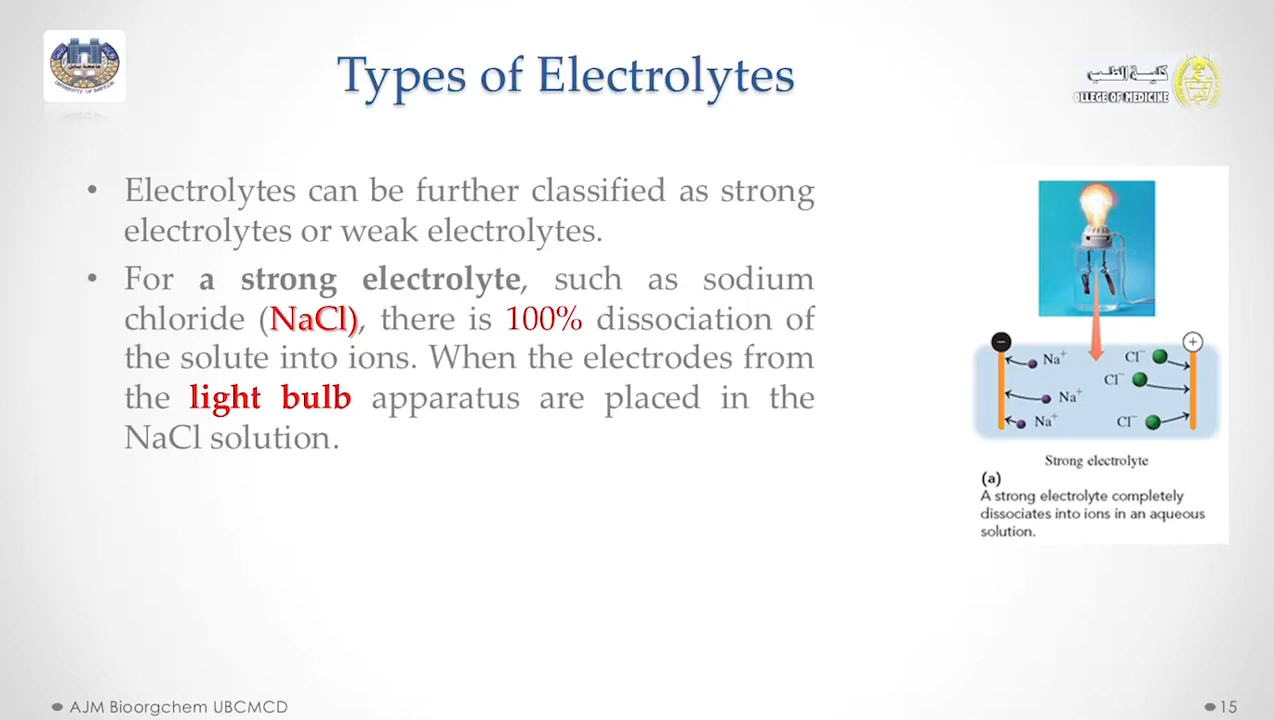 Types of Electrolytes
كلية الطب
OLLEGE OF MEDICINE
• Electrolytes can be further classified as strong
electrolytes or weak electrolytes.
• For a strong electrolyte, such as sodium
chloride (NaCl), there is 100% dissociation of
the solute into ions. When the electrodes from
the light bulb apparatus are placed in the
NaCl solution.
− +
Na⁺ Cl⁻
Cl⁻
Na⁺
Na⁺ Cl⁻
Strong electrolyte
(a)
A strong electrolyte completely
dissociates into ions in an aqueous
solution.
AJM Bioorgchem UBCMCD
15